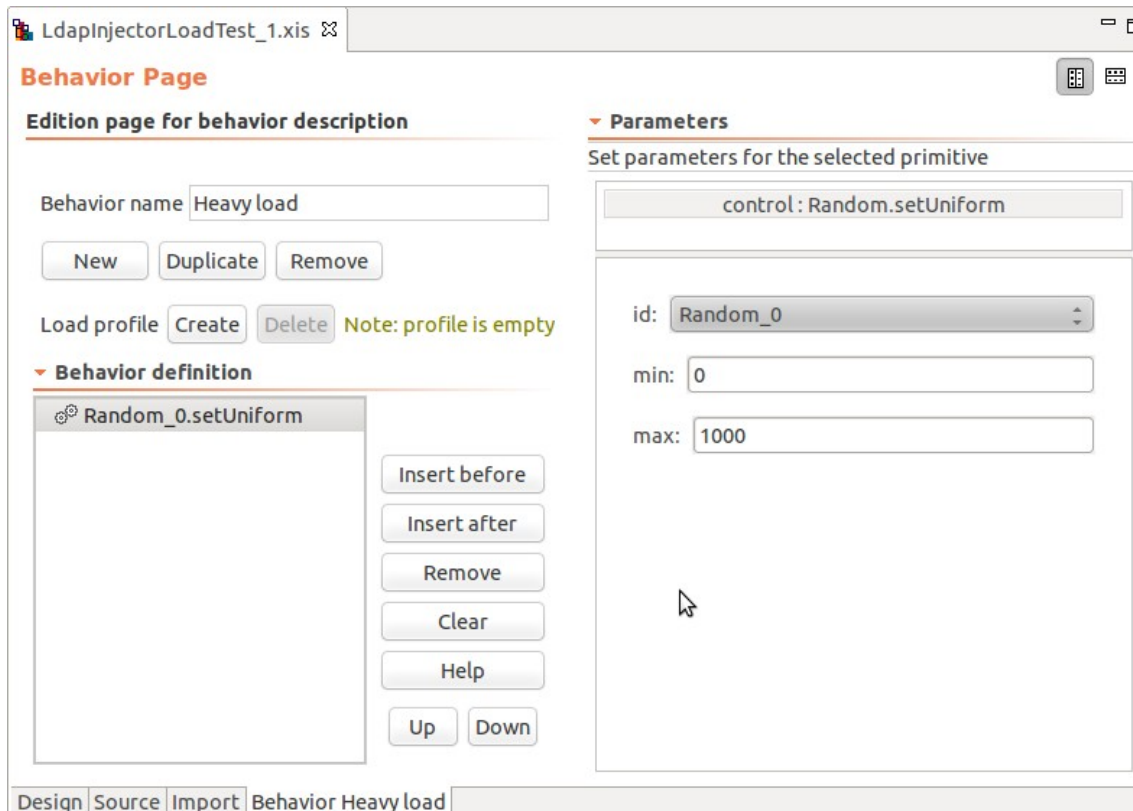 LdapInjectorLoadTest_1.xis
Behavior Page
Edition page for behavior description
Behavior name Heavy load
New Duplicate Remove
Load profile Create Delete Note: profile is empty
Behavior definition
Random_0.setUniform
Insert before
Insert after
Remove
Clear
Help
Up Down
Parameters
Set parameters for the selected primitive
control : Random.setUniform
id: Random_0
min: 0
max: 1000
Design Source Import Behavior Heavy load